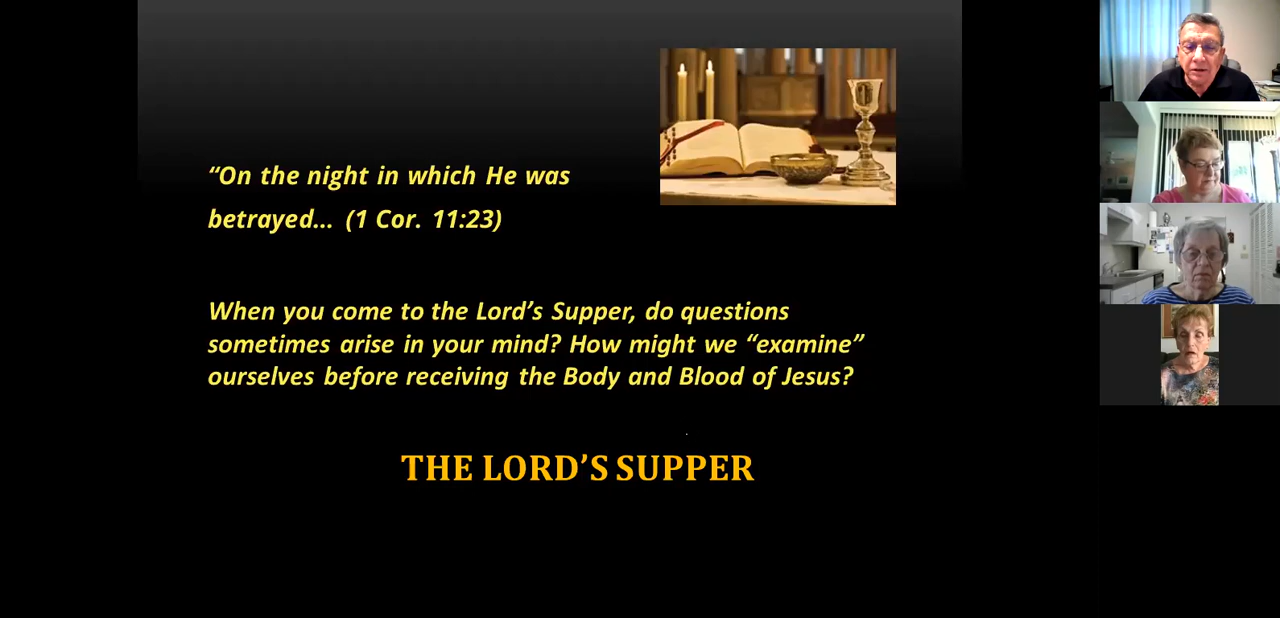 “On the night in which He was
betrayed... (1 Cor. 11:23)
When you come to the Lord’s Supper, do questions
sometimes arise in your mind? How might we “examine”
ourselves before receiving the Body and Blood of Jesus?
THE LORD’S SUPPER